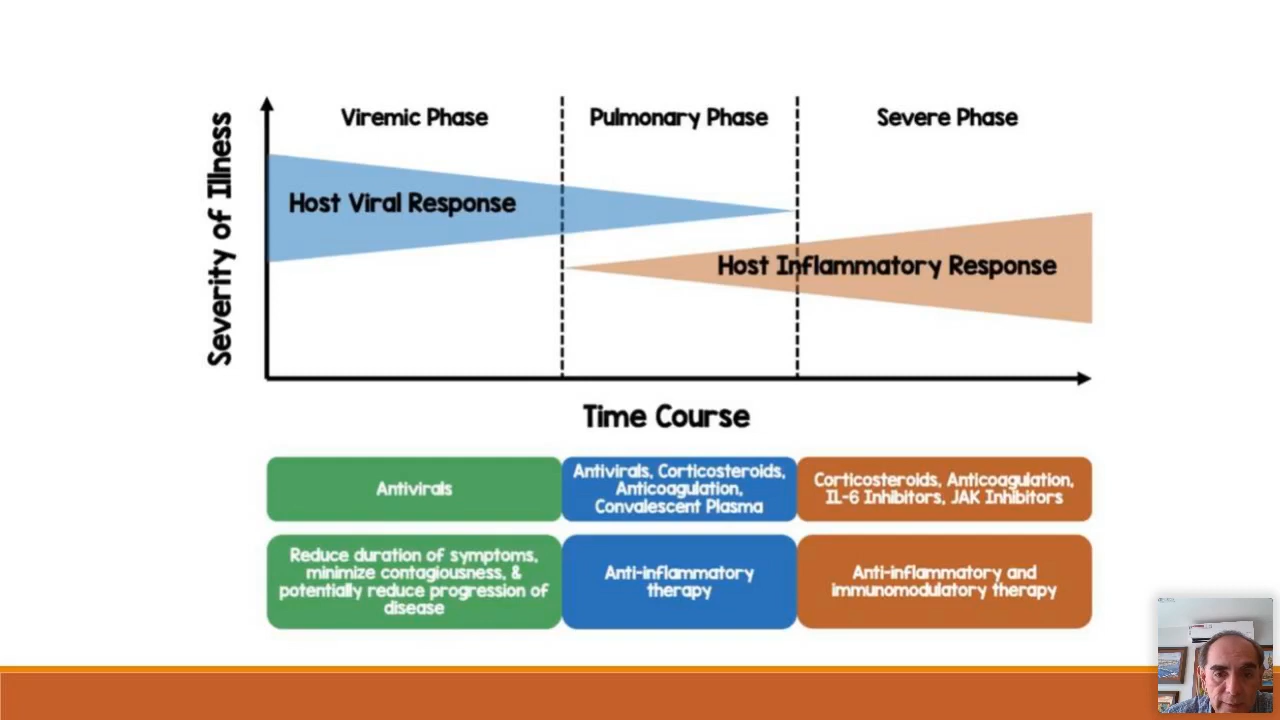 Viremic Phase
Pulmonary Phase
Severe Phase
Severity of Illness
Host Viral Response
Host Inflammatory Response
Time Course
Antivirals
Antivirals, Corticosteroids,
Anticoagulation,
Convalescent Plasma
Corticosteroids, Anticoagulation,
IL-6 Inhibitors, JAK Inhibitors
Reduce duration of symptoms,
minimize contagiousness, &
potentially reduce progression of
disease
Anti-inflammatory
therapy
Anti-inflammatory and
immunomodulatory therapy